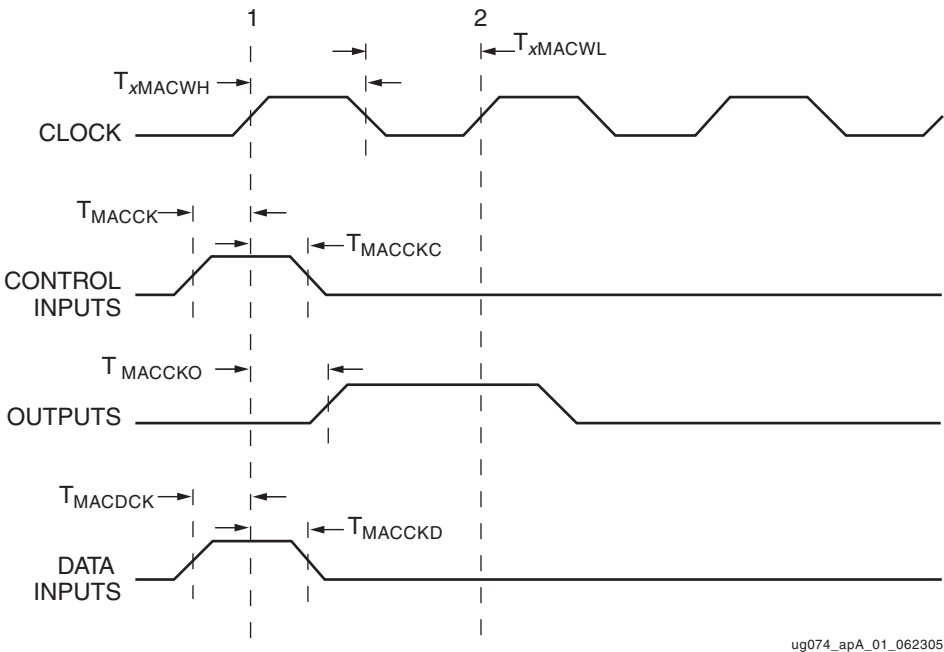 1
2
TxMACWL
TxMACWH
CLOCK
TMACCK
TMACCKC
CONTROL
INPUTS
T MACCKO
OUTPUTS
TMACDCK
TMACCKD
DATA
INPUTS
ug074_apA_01_062305